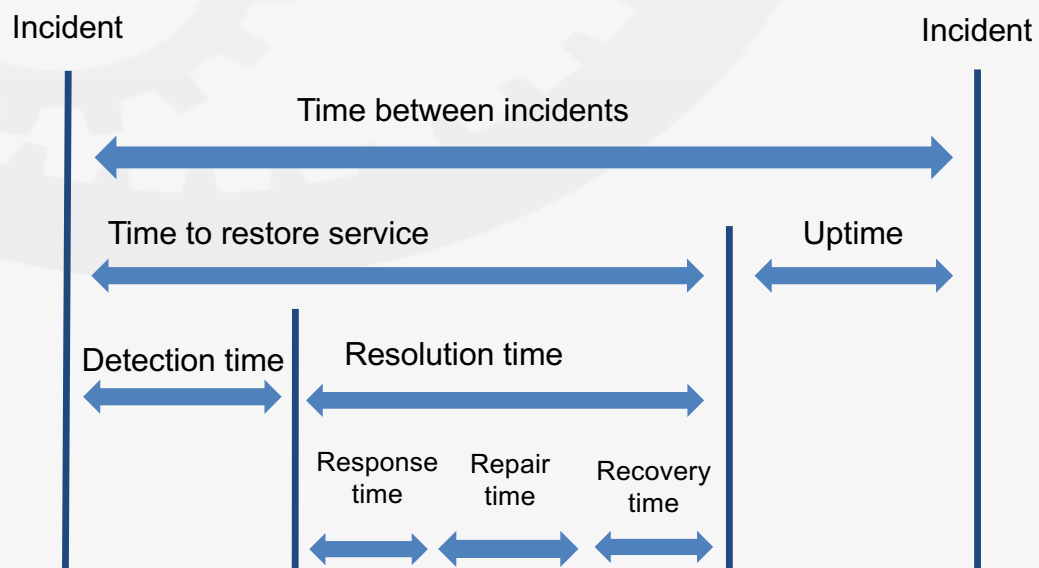 Incident
Incident
Time between incidents
Time to restore service
Uptime
Detection time
Resolution time
Response
time
Repair
time
Recovery
time